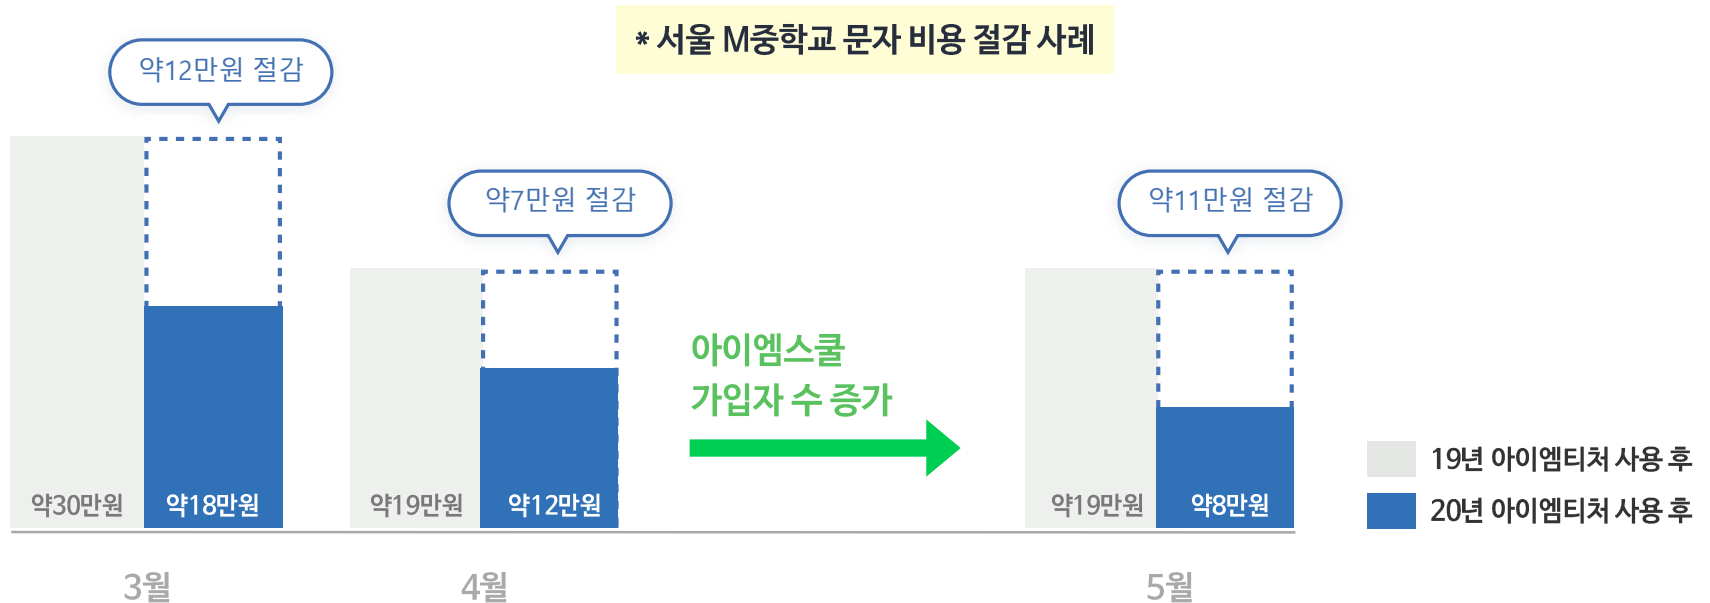 * 서울 M중학교 문자 비용 절감 사례
약12만원 절감
약7만원 절감
약11만원 절감
아이엠스쿨
가입자 수 증가
약30만원
약18만원
약19만원
약12만원
약19만원
약8만원
19년 아이엠티처 사용 후
20년 아이엠티처 사용 후
3월
4월
5월